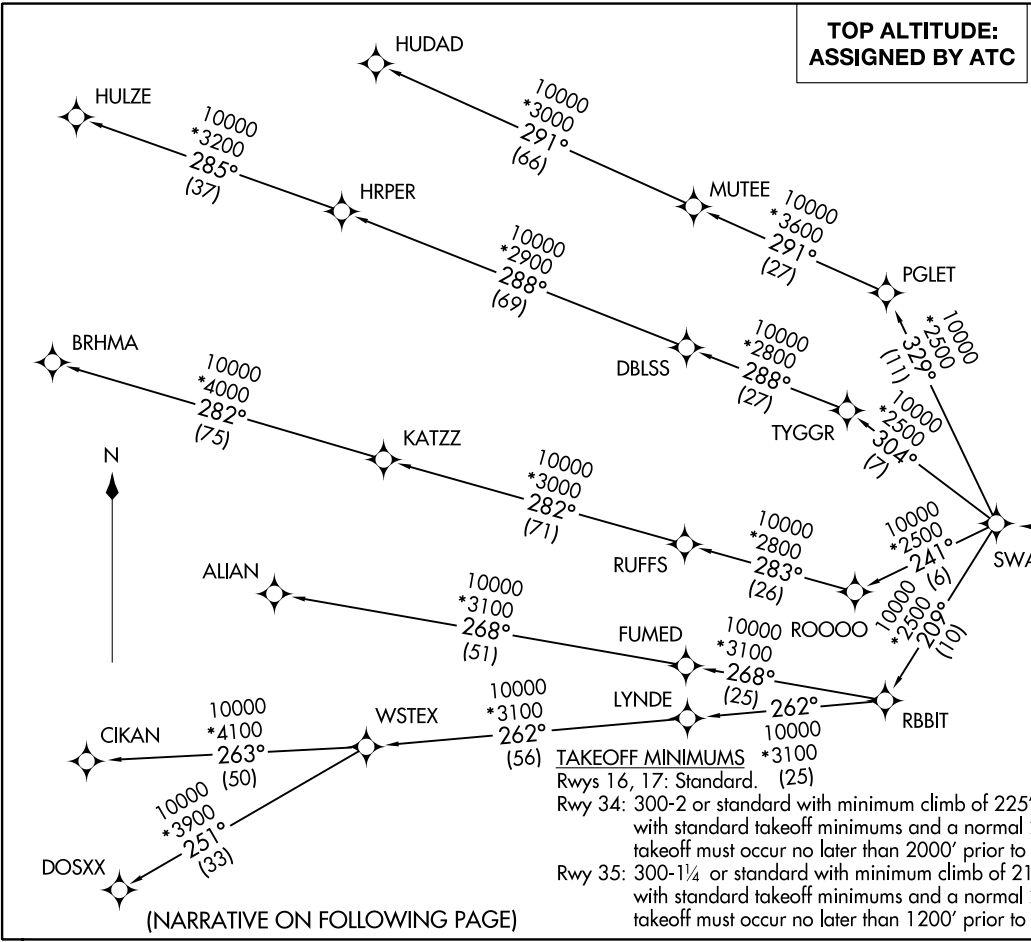 TOP ALTITUDE:
ASSIGNED BY ATC
HUDAD
10000
*3000
291°
(66)
HULZE
10000
*3200
285°
(37)
HRPER
MUTEE
10000
*3600
291°
(27)
PGLET
10000
*2900
288°
(69)
10000
*2500
329°
(11)
BRHMA
10000
*4000
282°
(75)
DBLSS
10000
*2800
288°
(27)
TYGGR
10000
*2500
304°
(7)
N
KATZZ
10000
*3000
282°
(71)
RUFFS
10000
*2800
283°
(26)
ROOOO
10000
*2500
241°
(6)
SWA
10000
*2500
209°
(10)
ALIAN
10000
*3100
268°
(51)
FUMED
10000
*3100
268°
(25)
RBBIT
LYNDE
262°
10000
*3100
(25)
WSTEX
10000
*3100
262°
(56)
CIKAN
10000
*4100
263°
(50)
10000
*3900
251°
(33)
DOSXX
TAKEOFF MINIMUMS
Rwys 16, 17: Standard.
Rwy 34: 300-2 or standard with minimum climb of 225'
with standard takeoff minimums and a normal
takeoff must occur no later than 2000' prior to
Rwy 35: 300-1¼ or standard with minimum climb of 21
with standard takeoff minimums and a normal
takeoff must occur no later than 1200' prior to
(NARRATIVE ON FOLLOWING PAGE)